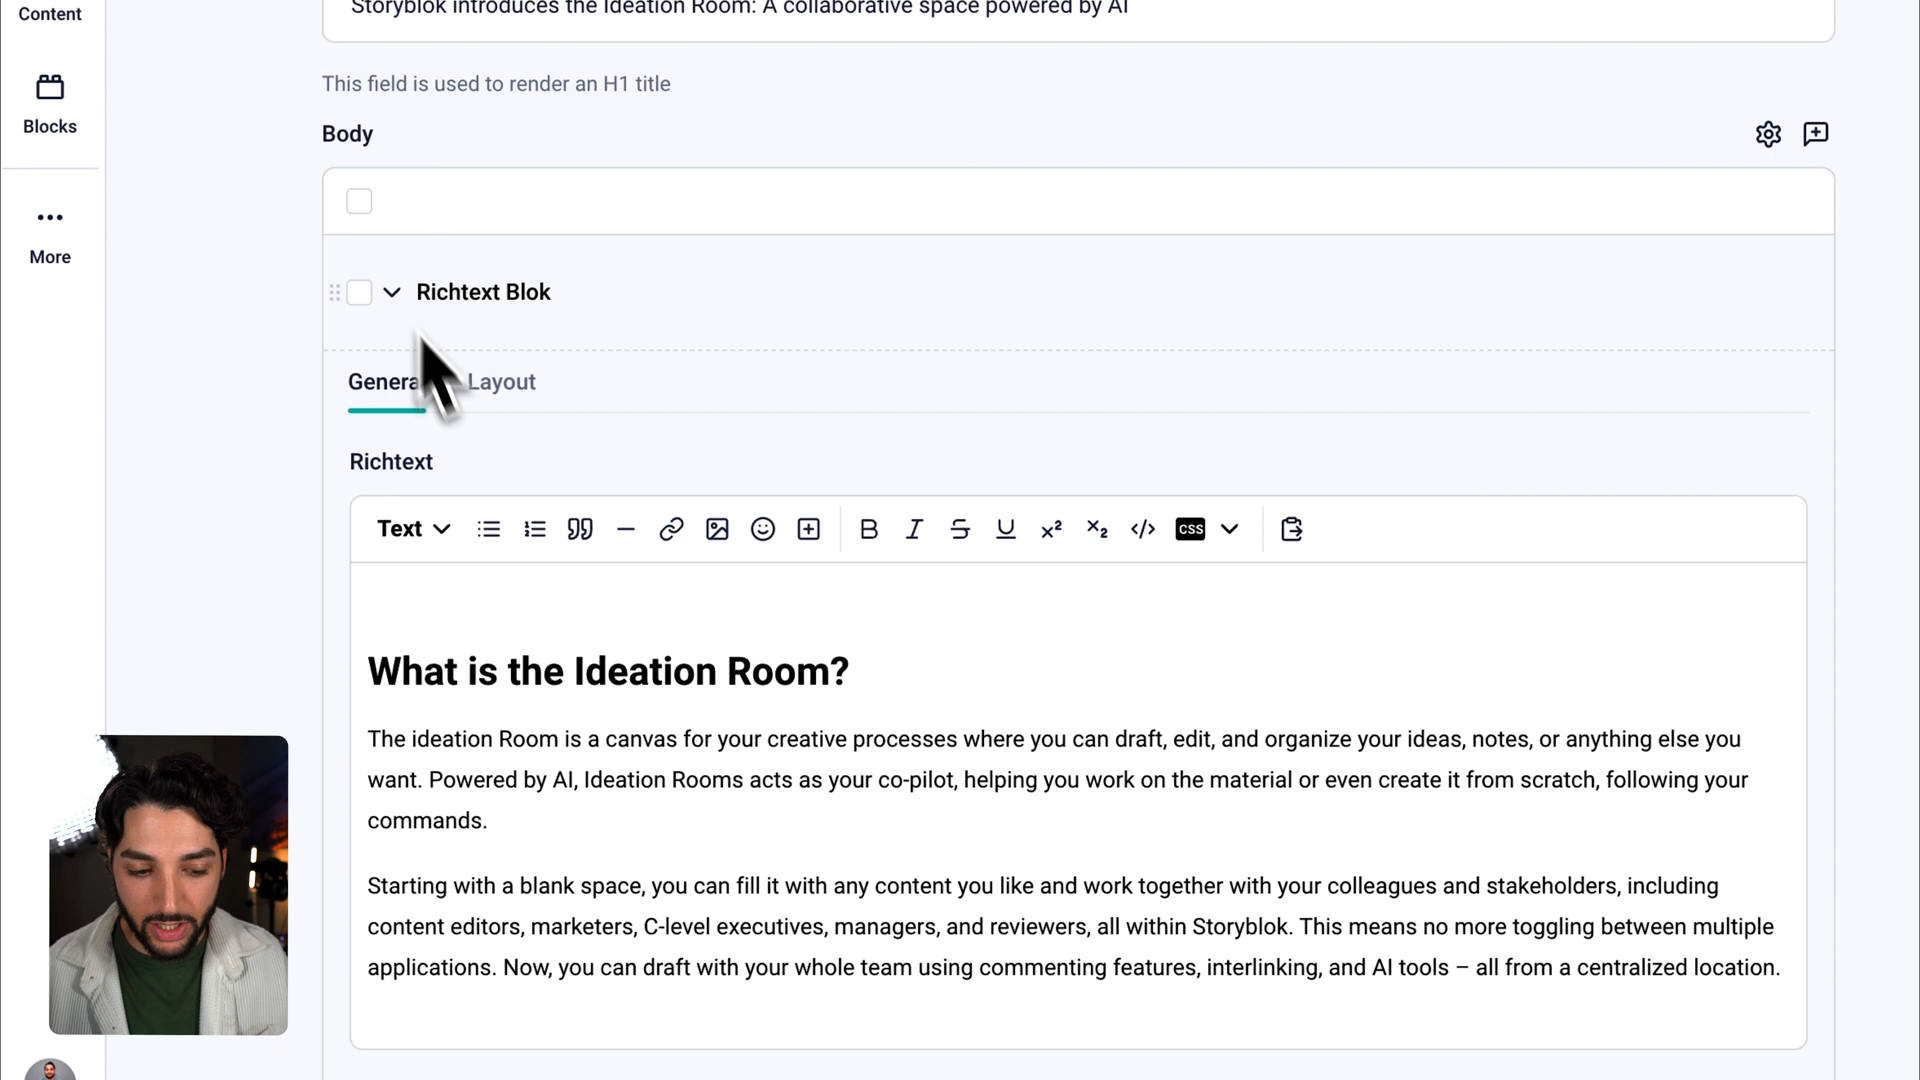 Content
Storyblok introduces the Ideation Room: A collaborative space powered by AI
This field is used to render an H1 title
Blocks
Body
More
Richtext Blok
Genera
Layout
Richtext
Text
B I S U x² x₂ </> CSS
What is the Ideation Room?
The ideation Room is a canvas for your creative processes where you can draft, edit, and organize your ideas, notes, or anything else you
want. Powered by AI, Ideation Rooms acts as your co-pilot, helping you work on the material or even create it from scratch, following your
commands.
Starting with a blank space, you can fill it with any content you like and work together with your colleagues and stakeholders, including
content editors, marketers, C-level executives, managers, and reviewers, all within Storyblok. This means no more toggling between multiple
applications. Now, you can draft with your whole team using commenting features, interlinking, and AI tools – all from a centralized location.